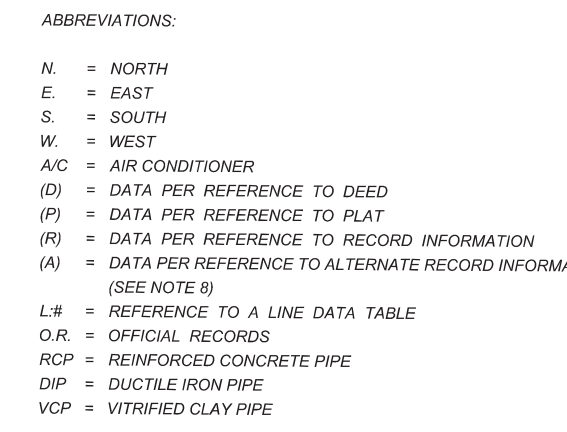 ABBREVIATIONS:
N. = NORTH
E. = EAST
S. = SOUTH
W. = WEST
A/C = AIR CONDITIONER
(D) = DATA PER REFERENCE TO DEED
(P) = DATA PER REFERENCE TO PLAT
(R) = DATA PER REFERENCE TO RECORD INFORMATION
(A) = DATA PER REFERENCE TO ALTERNATE RECORD INFORMA
(SEE NOTE 8)
L:# = REFERENCE TO A LINE DATA TABLE
O.R. = OFFICIAL RECORDS
RCP = REINFORCED CONCRETE PIPE
DIP = DUCTILE IRON PIPE
VCP = VITRIFIED CLAY PIPE